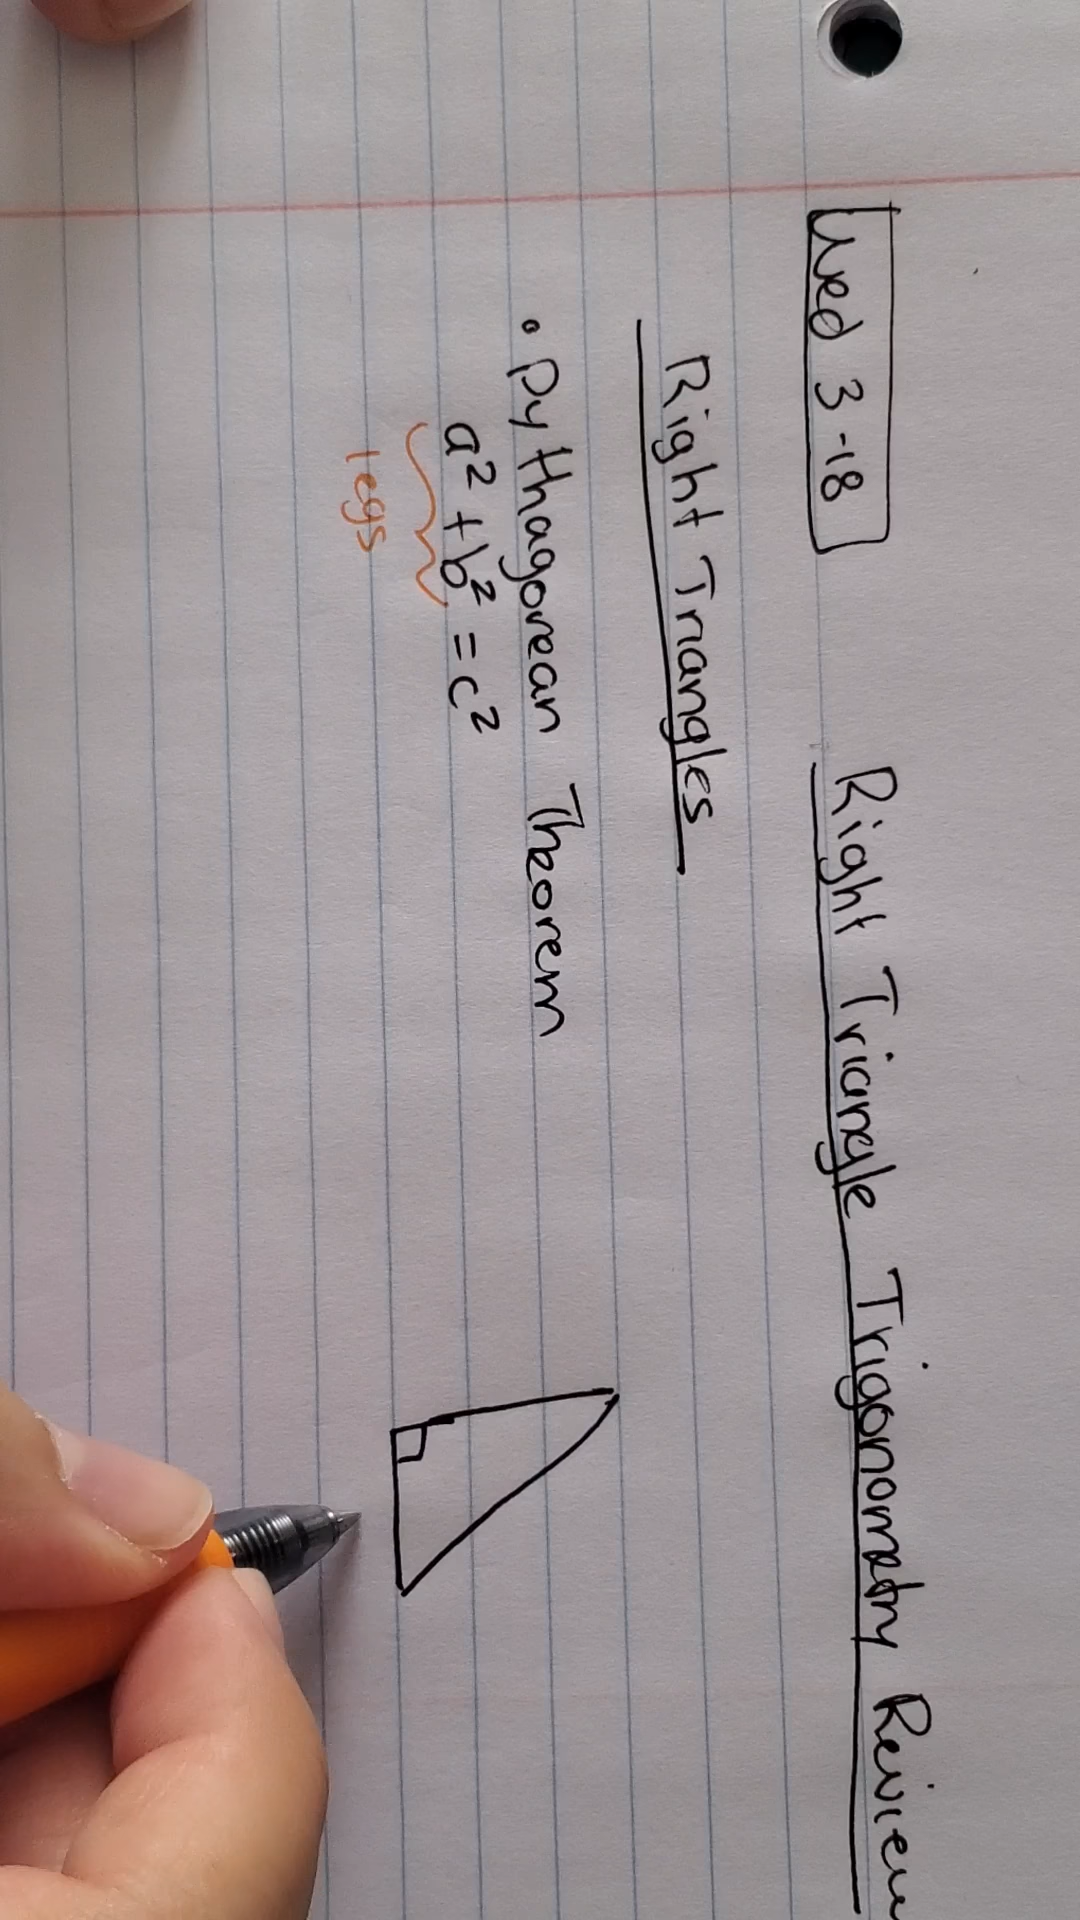 Wed 3-18
Right Triangle Trigonometry Review
Right Triangles
• Pythagorean Theorem
a² + b² = c²
legs